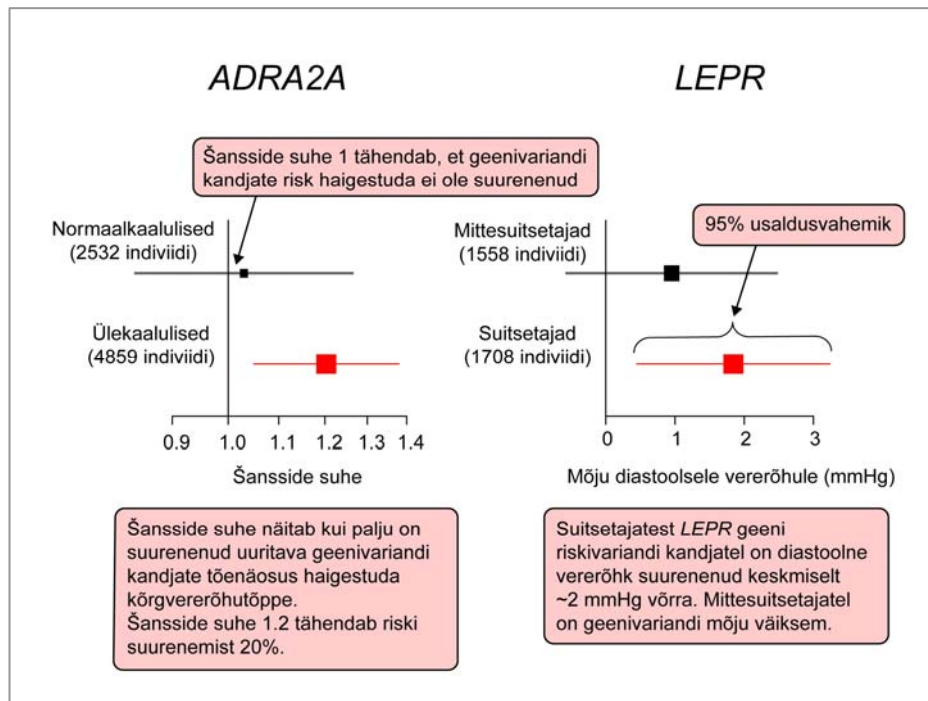 ADRA2A
Šansside suhe 1 tähendab, et geenivariandi
kandjate risk haigestuda ei ole suurenenud
Normaalkaalulised
(2532 indiviidi)
Ülekaalulised
(4859 indiviidi)
0.9 1.0 1.1 1.2 1.3 1.4
Šansside suhe
Šansside suhe näitab kui palju on
suurenenud uuritava geenivariandi
kandjate tõenäosus haigestuda
kõrgvererõhutõppe.
Šansside suhe 1.2 tähendab riski
suurenemist 20%.
LEPR
95% usaldusvahemik
Mittesuitsetajad
(1558 indiviidi)
Suitsetajad
(1708 indiviidi)
0 1 2 3
Mõju diastoolsele vererõhule (mmHg)
Suitsetajatest LEPR geeni
riskivariandi kandjatel on diastoolne
vererõhk suurenenud keskmiselt
~2 mmHg võrra. Mittesuitsetajatel
on geenivariandi mõju väiksem.